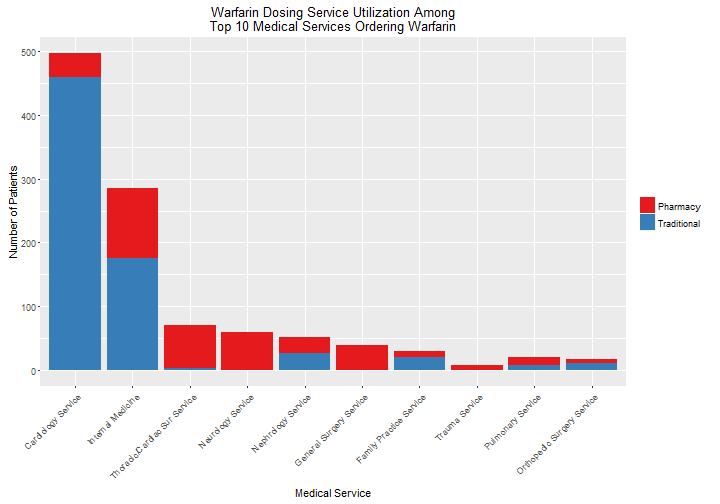 Warfarin Dosing Service Utilization Among
Top 10 Medical Services Ordering Warfarin
Number of Patients
500
400
300
200
100
0
Cardiology Service
Internal Medicine
Thoracic/Cardiac Sur Service
Neurology Service
Nephrology Service
General Surgery Service
Family Practice Service
Trauma Service
Pulmonary Service
Orthopedic Surgery Service
Medical Service
Pharmacy
Traditional